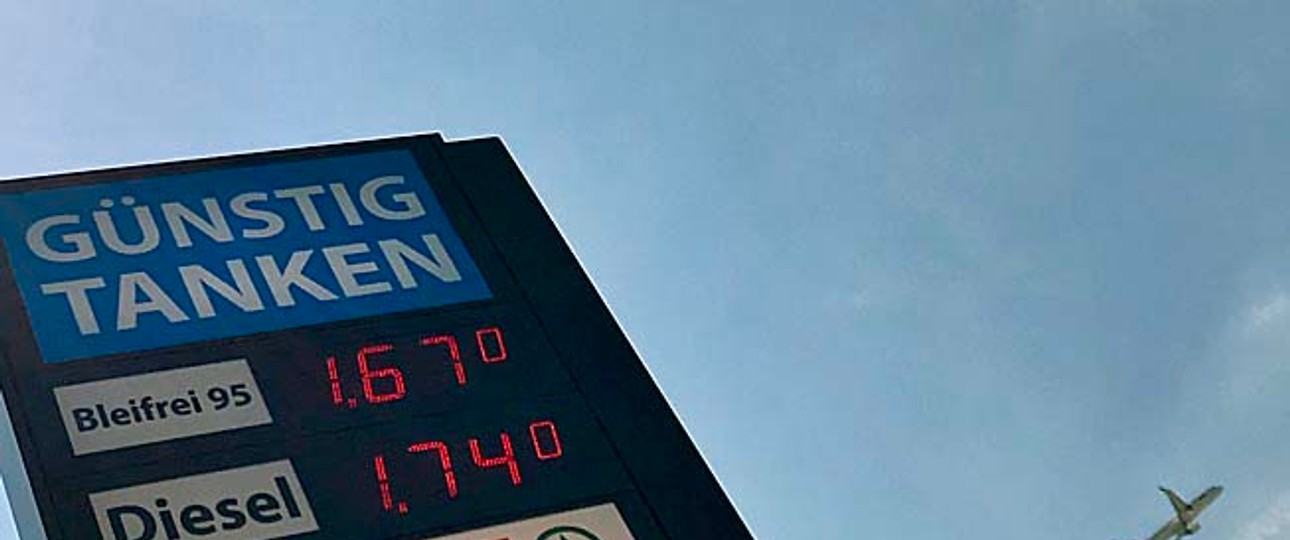 GÜNSTIG
TANKEN
Bleifrei 95 1.67⁰
Diesel 1.74⁰